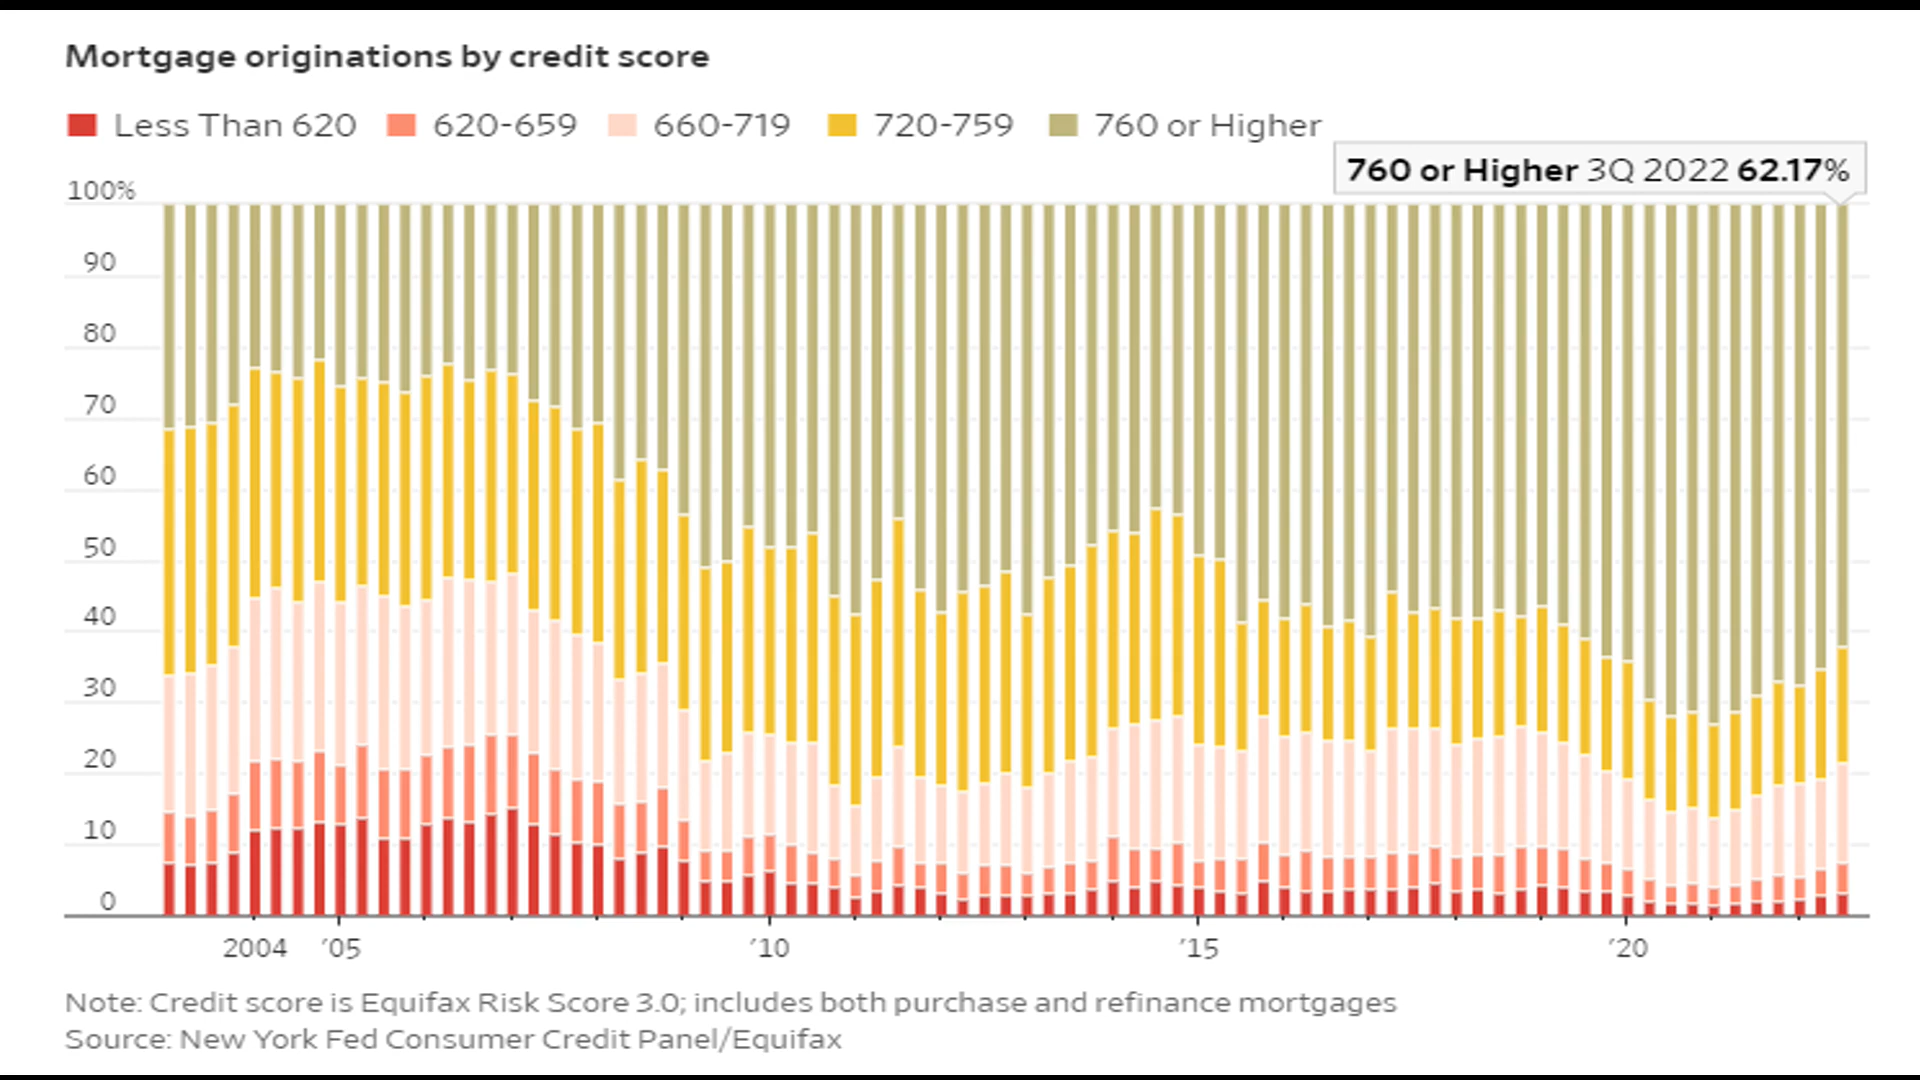 Mortgage originations by credit score
Less Than 620 620-659 660-719 720-759 760 or Higher
760 or Higher 3Q 2022 62.17%
100%
90
80
70
60
50
40
30
20
10
0
2004 ’05 ’10 ’15 ’20
Note: Credit score is Equifax Risk Score 3.0; includes both purchase and refinance mortgages
Source: New York Fed Consumer Credit Panel/Equifax